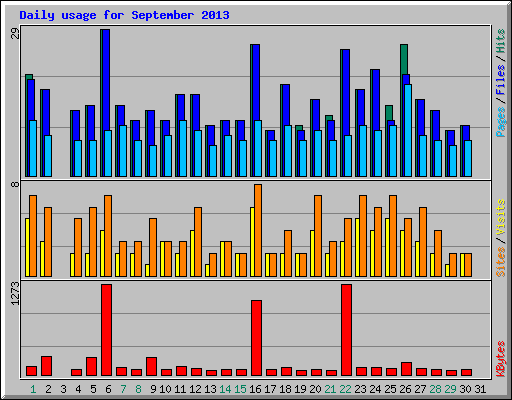 Daily usage for September 2013
29
Pages / Files / Hits
8
Sites / Visits
1273
KBytes
1 2 3 4 5 6 7 8 9 10 11 12 13 14 15 16 17 18 19 20 21 22 23 24 25 26 27 28 29 30 31